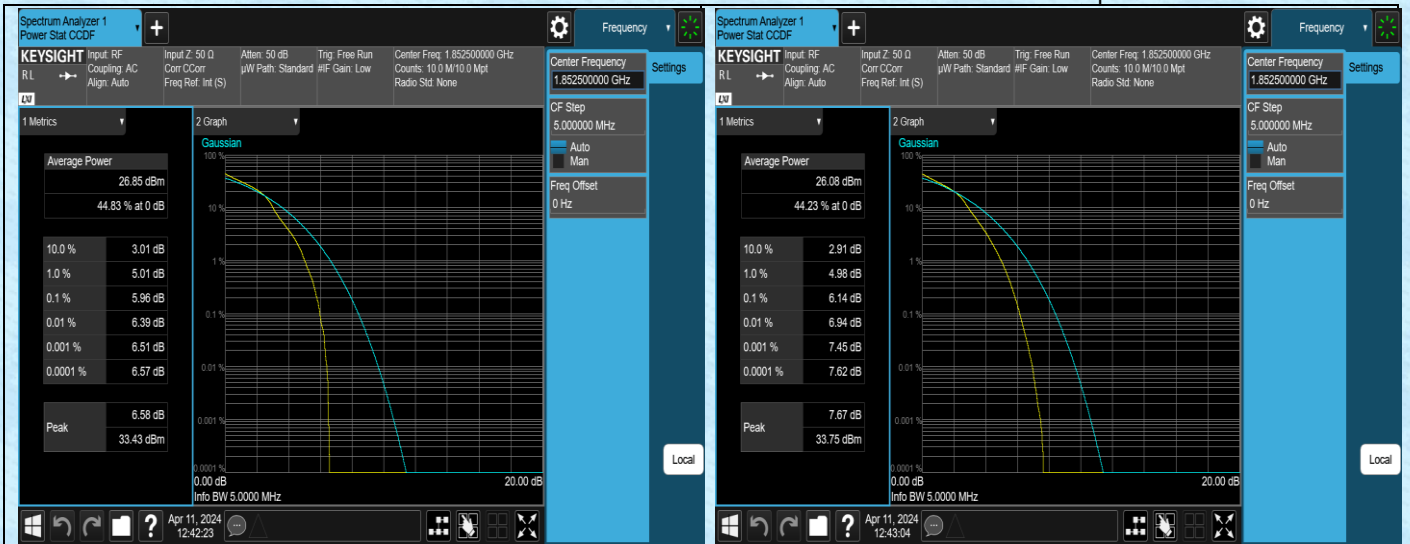 Spectrum Analyzer 1
Power Stat CCDF
Frequency
KEYSIGHT
RL
LXI
Input: RF
Coupling: AC
Align: Auto
Input Z: 50 Ω
Corr CCorr
Freq Ref: Int (S)
Atten: 50 dB
µW Path: Standard
Trig: Free Run
#IF Gain: Low
Center Freq: 1.852500000 GHz
Counts: 10.0 M/10.0 Mpt
Radio Std: None
Center Frequency
1.852500000 GHz
Settings
CF Step
5.000000 MHz
Auto
Man
Freq Offset
0 Hz
1 Metrics
Average Power
26.85 dBm
44.83 % at 0 dB
10.0 % 3.01 dB
1.0 % 5.01 dB
0.1 % 5.96 dB
0.01 % 6.39 dB
0.001 % 6.51 dB
0.0001 % 6.57 dB
Peak
6.58 dB
33.43 dBm
2 Graph
Gaussian
100 %
10 %
1 %
0.1 %
0.01 %
0.001 %
0.0001 %
0.00 dB 20.00 dB
Info BW 5.0000 MHz
Local
?
Apr 11, 2024
12:42:23
Spectrum Analyzer 1
Power Stat CCDF
Frequency
KEYSIGHT
RL
LXI
Input: RF
Coupling: AC
Align: Auto
Input Z: 50 Ω
Corr CCorr
Freq Ref: Int (S)
Atten: 50 dB
µW Path: Standard
Trig: Free Run
#IF Gain: Low
Center Freq: 1.852500000 GHz
Counts: 10.0 M/10.0 Mpt
Radio Std: None
Center Frequency
1.852500000 GHz
Settings
CF Step
5.000000 MHz
Auto
Man
Freq Offset
0 Hz
1 Metrics
Average Power
26.08 dBm
44.23 % at 0 dB
10.0 % 2.91 dB
1.0 % 4.98 dB
0.1 % 6.14 dB
0.01 % 6.94 dB
0.001 % 7.45 dB
0.0001 % 7.62 dB
Peak
7.67 dB
33.75 dBm
2 Graph
Gaussian
100 %
10 %
1 %
0.1 %
0.01 %
0.001 %
0.0001 %
0.00 dB 20.00 dB
Info BW 5.0000 MHz
Local
?
Apr 11, 2024
12:43:04